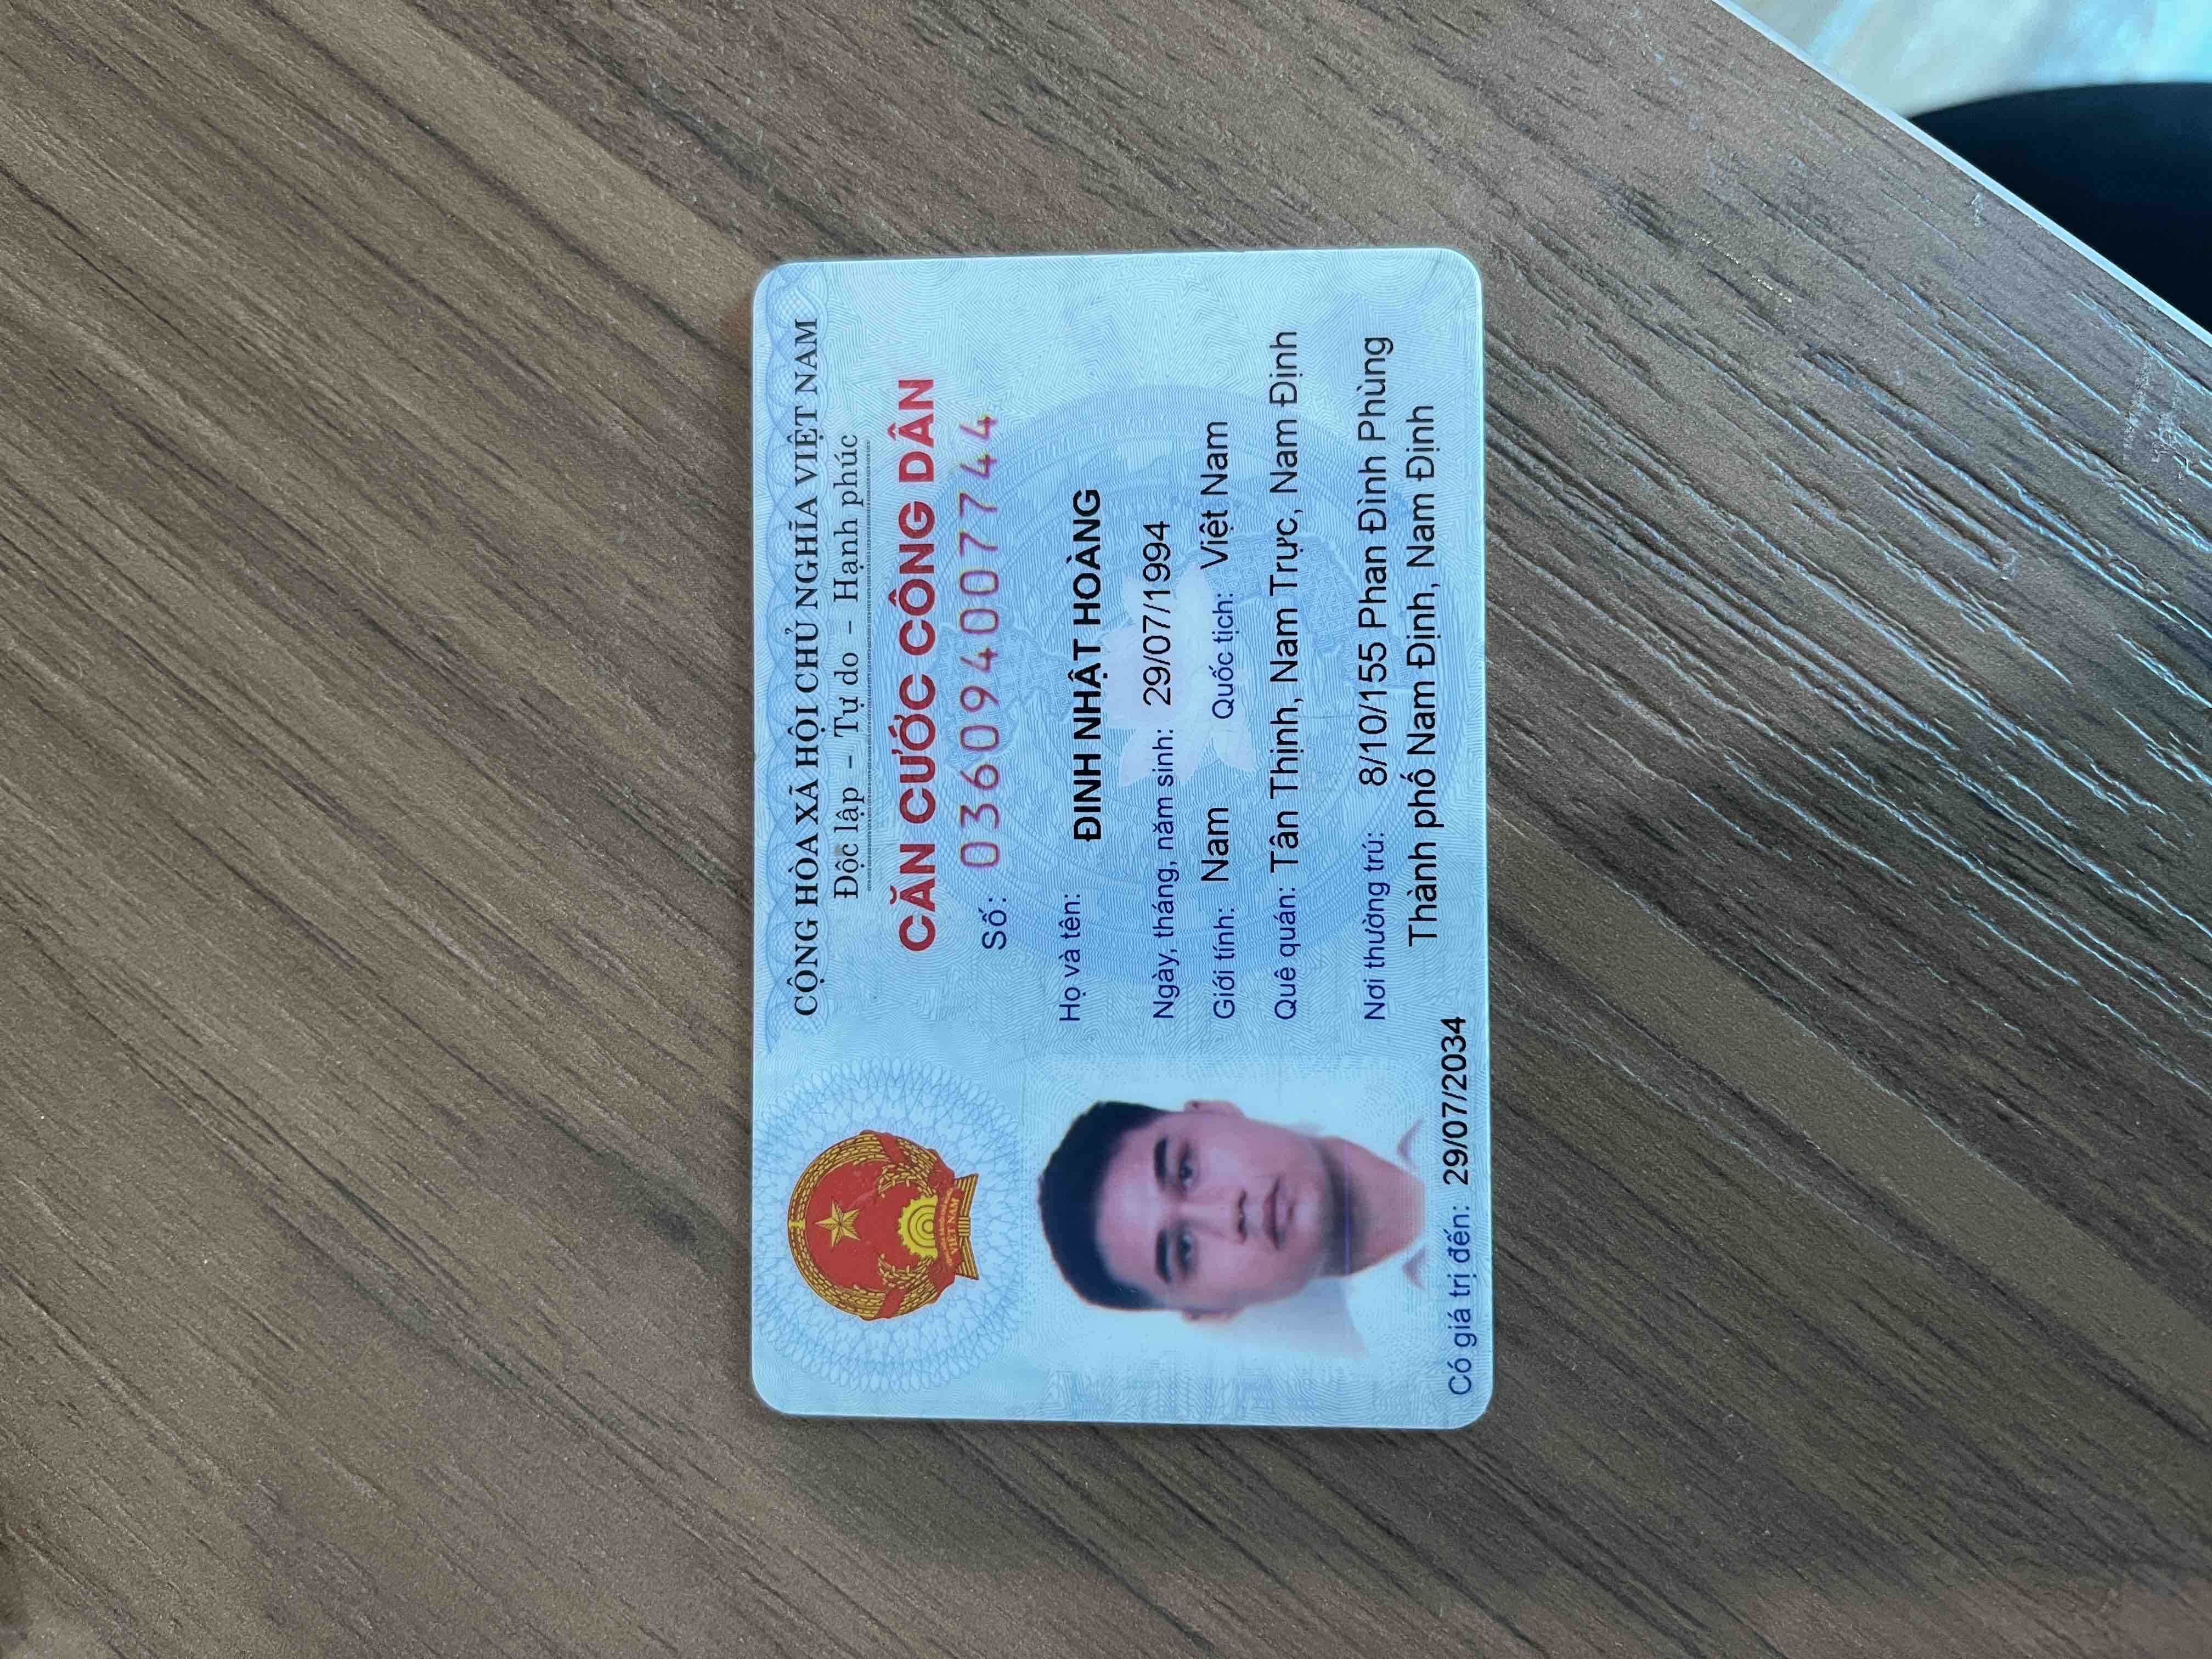 CỘNG HÒA XÃ HỘI CHỦ NGHĨA VIỆT NAM
Độc lập – Tự do – Hạnh phúc
CĂN CƯỚC CÔNG DÂN
Số: 036094007744
Họ và tên:
ĐINH NHẬT HOÀNG
Ngày, tháng, năm sinh: 29/07/1994
Giới tính: Nam Quốc tịch: Việt Nam
Quê quán: Tân Thịnh, Nam Trực, Nam Định
Nơi thường trú: 8/10/155 Phan Đình Phùng
Thành phố Nam Định, Nam Định
Có giá trị đến: 29/07/2034
VIỆT NAM